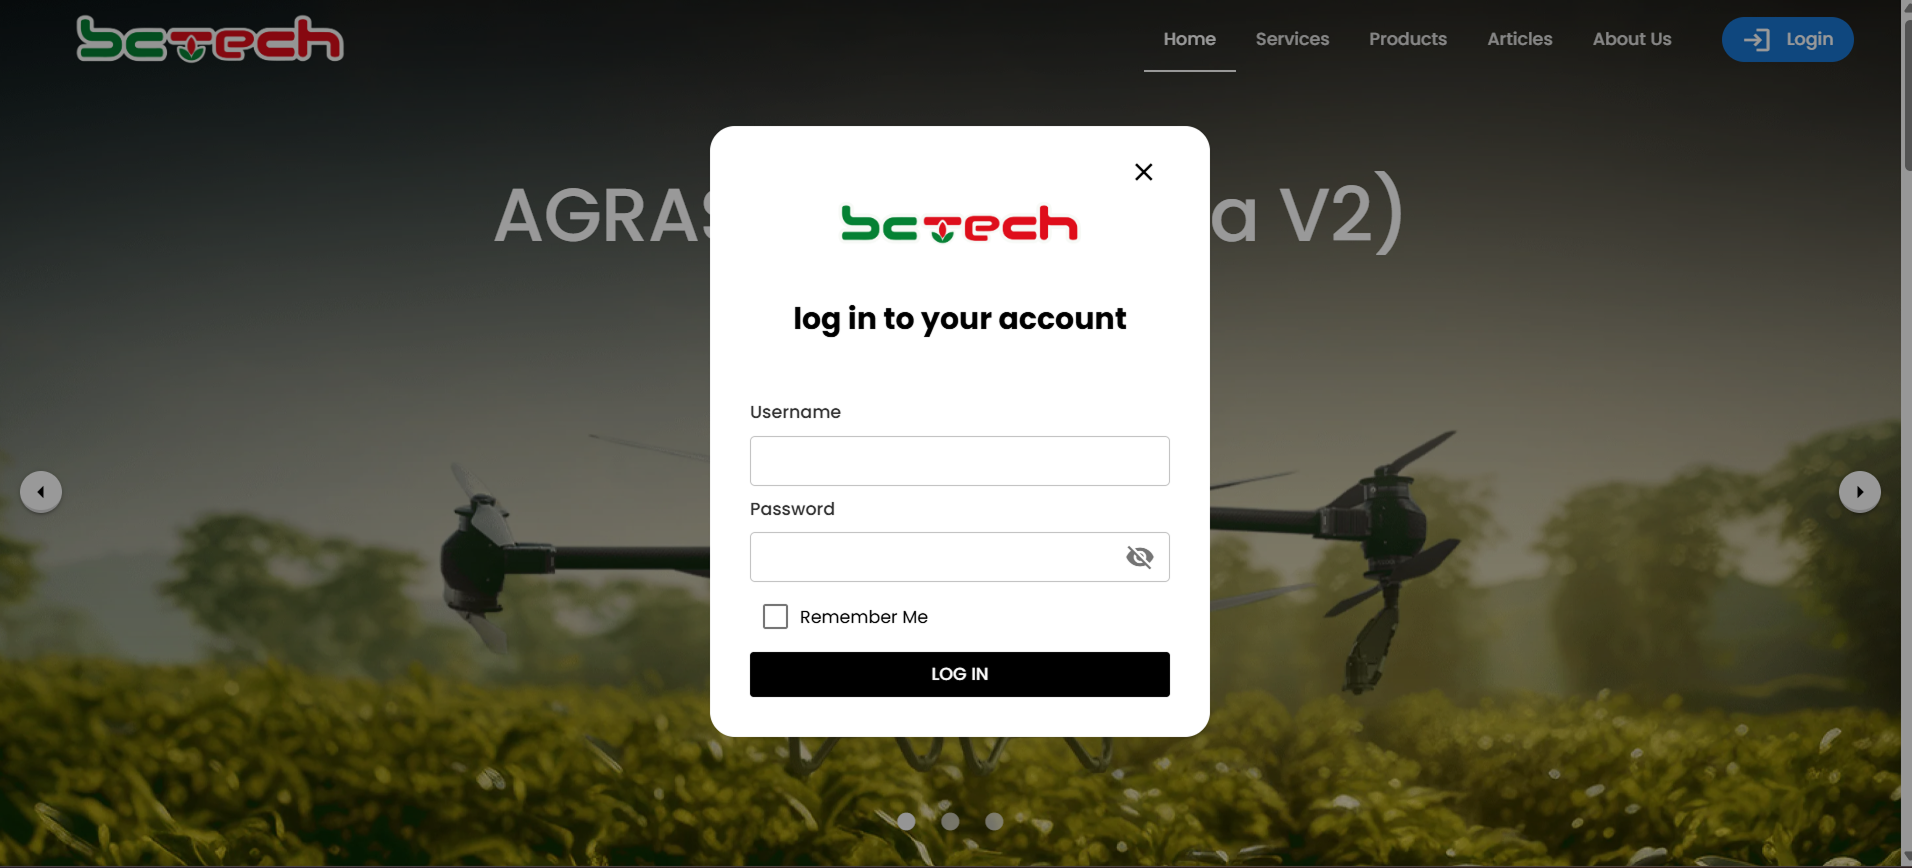 bctech
Home
Services
Products
Articles
About Us
Login
AGRAS
a V2)
bctech
log in to your account
Username
Password
Remember Me
LOG IN